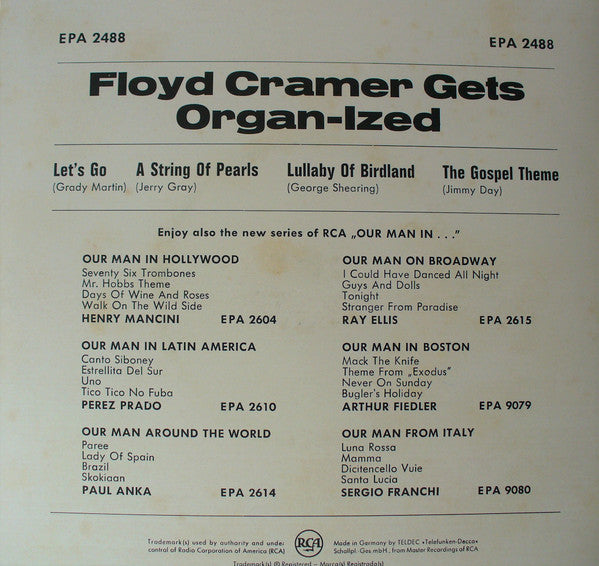 EPA 2488
EPA 2488
Floyd Cramer Gets
Organ-Ized
Let's Go A String Of Pearls Lullaby Of Birdland The Gospel Theme
(Grady Martin) (Jerry Gray) (George Shearing) (Jimmy Day)
Enjoy also the new series of RCA „OUR MAN IN . . ."
OUR MAN IN HOLLYWOOD
Seventy Six Trombones
Mr. Hobbs Theme
Days Of Wine And Roses
Walk On The Wild Side
HENRY MANCINI EPA 2604
OUR MAN ON BROADWAY
I Could Have Danced All Night
Guys And Dolls
Tonight
Stranger From Paradise
RAY ELLIS EPA 2615
OUR MAN IN LATIN AMERICA
Canto Siboney
Estrellita Del Sur
Uno
Tico Tico No Fuba
PEREZ PRADO EPA 2610
OUR MAN IN BOSTON
Mack The Knife
Theme From „Exodus"
Never On Sunday
Bugler's Holiday
ARTHUR FIEDLER EPA 9079
OUR MAN AROUND THE WORLD
Paree
Lady Of Spain
Brazil
Skokiaan
PAUL ANKA EPA 2614
OUR MAN FROM ITALY
Luna Rossa
Mamma
Dicitencello Vuie
Santa Lucia
SERGIO FRANCHI EPA 9080
Trademark(s) used by authority and under
control of Radio Corporation of America (RCA)
RCA
Made in Germany by TELDEC »Telefunken-Decca«
Schallpl.-Ges mbH., from Master Recordings of RCA
Trademark(s) ® Registered - Marca(s) Registrada(s)